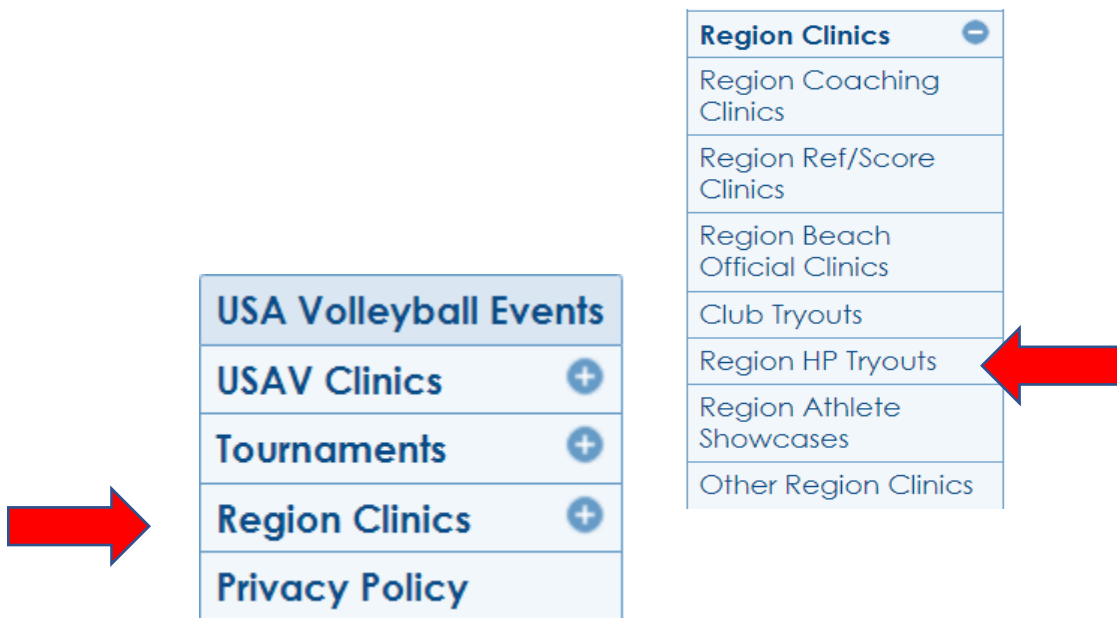 USA Volleyball Events
USAV Clinics
Tournaments
Region Clinics
Privacy Policy
Region Clinics
Region Coaching
Clinics
Region Ref/Score
Clinics
Region Beach
Official Clinics
Club Tryouts
Region HP Tryouts
Region Athlete
Showcases
Other Region Clinics